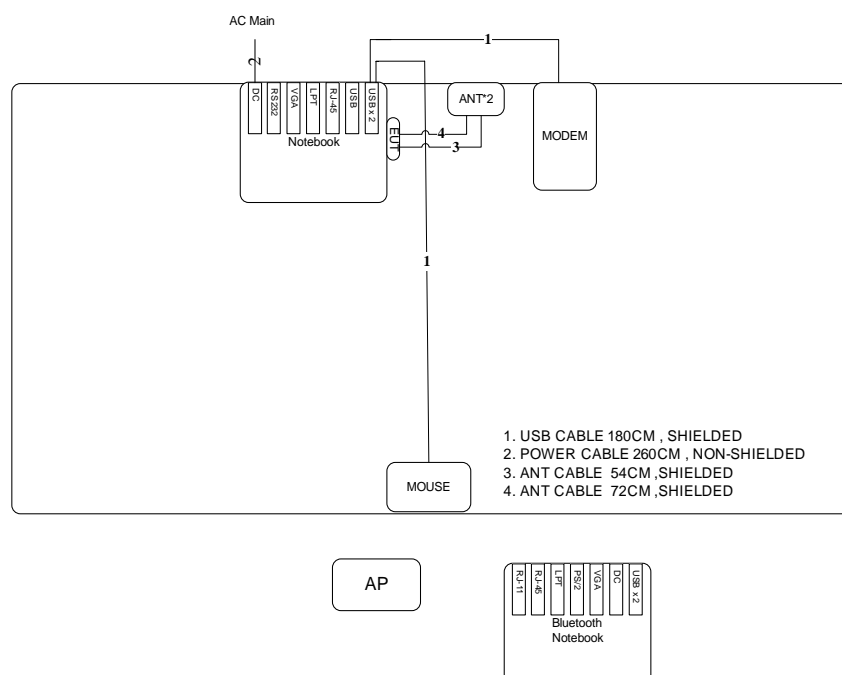 AC Main
1
2
DC
RS232
VGA
LPT
RJ-45
USB
USB x 2
Notebook
EUT
ANT*2
4
3
MODEM
1
1. USB CABLE 180CM , SHIELDED
2. POWER CABLE 260CM , NON-SHIELDED
3. ANT CABLE 54CM ,SHIELDED
4. ANT CABLE 72CM ,SHIELDED
MOUSE
AP
RJ-11
RJ-45
LPT
PS/2
VGA
DC
USB x 2
Bluetooth
Notebook